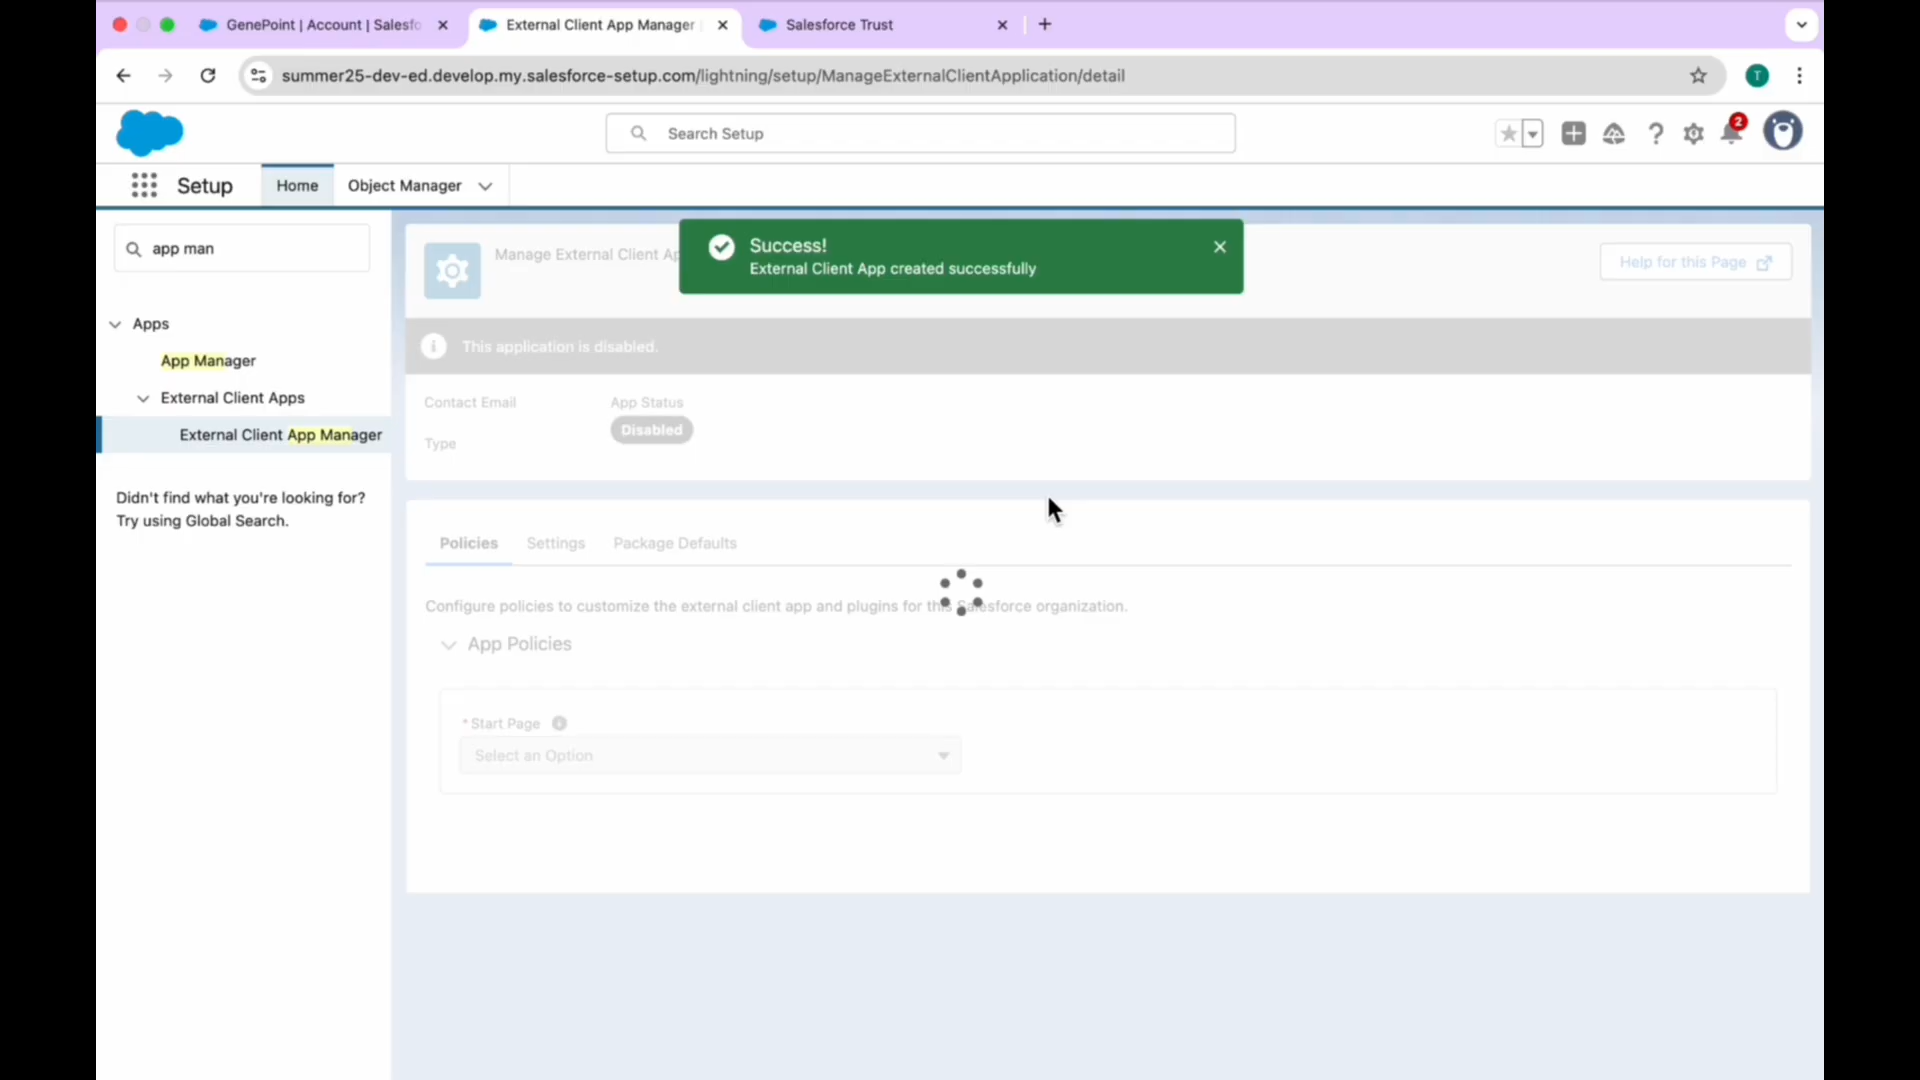 GenePoint | Account | Salesfo
External Client App Manager
Salesforce Trust
summer25-dev-ed.develop.my.salesforce-setup.com/lightning/setup/ManageExternalClientApplication/detail
T
Search Setup
2
Setup
Home
Object Manager
app man
Apps
App Manager
External Client Apps
External Client App Manager
Didn't find what you're looking for?
Try using Global Search.
Manage External Client Ap
Success!
External Client App created successfully
Help for this Page
This application is disabled.
Contact Email
App Status
Disabled
Type
Policies
Settings
Package Defaults
Configure policies to customize the external client app and plugins for this Salesforce organization.
App Policies
* Start Page
Select an Option